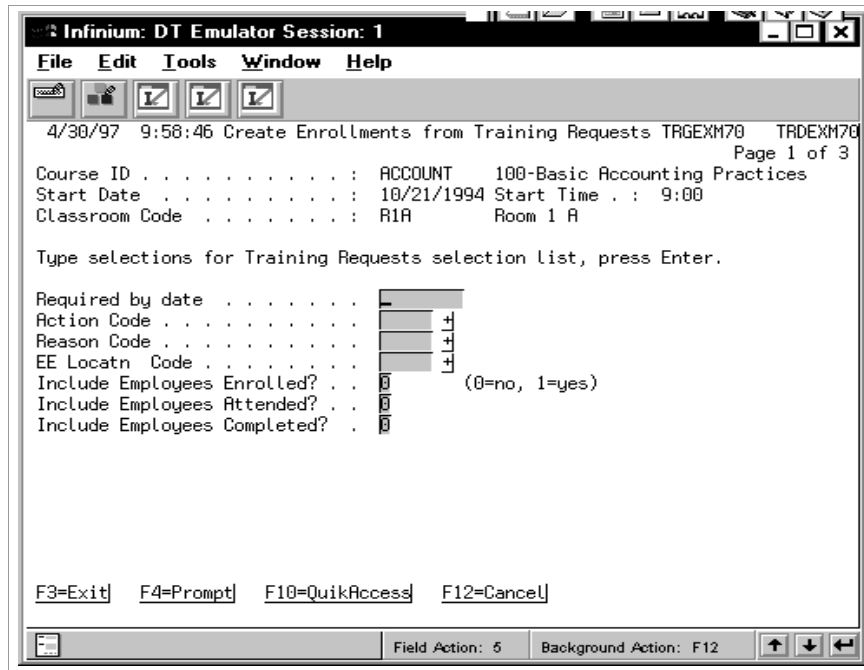 Infinium: DT Emulator Session: 1
File Edit Tools Window Help
4/30/97 9:58:46 Create Enrollments from Training Requests TRGEXM70 TRDEXM70
Page 1 of 3
Course ID . . . . . . . . . . . : ACCOUNT 100-Basic Accounting Practices
Start Date . . . . . . . . . : 10/21/1994 Start Time . : 9:00
Classroom Code . . . . . . . : R1A Room 1 A
Type selections for Training Requests selection list, press Enter.
Required by date . . . . . . .
Action Code . . . . . . . . . . +
Reason Code . . . . . . . . . . +
EE Locatn Code . . . . . . . . +
Include Employees Enrolled? . . 0 (0=no, 1=yes)
Include Employees Attended? . . 0
Include Employees Completed? . 0
F3=Exit F4=Prompt F10=QuikAccess F12=Cancel
Field Action: 5 Background Action: F12